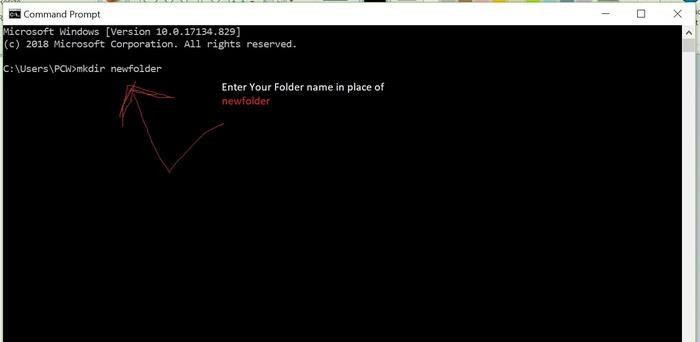 Command Prompt
Microsoft Windows [Version 10.0.17134.829]
(c) 2018 Microsoft Corporation. All rights reserved.
C:\Users\PCW>mkdir newfolder
Enter Your Folder name in place of
newfolder